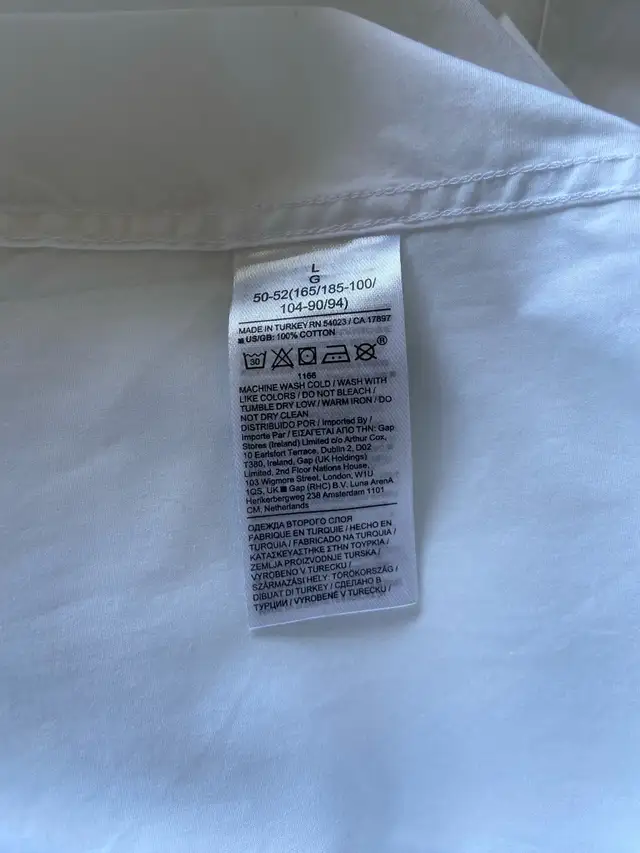 L
G
50-52(165/185-100/
104-90/94)
MADE IN TURKEY RN 54023 / CA 17897
■ US/GB: 100% COTTON
30
®
1166
MACHINE WASH COLD / WASH WITH
LIKE COLORS / DO NOT BLEACH /
TUMBLE DRY LOW / WARM IRON / DO
NOT DRY CLEAN
DISTRIBUIDO POR / Imported By /
Importe Par / ΕΙΣΑΓΕΤΑΙ ΑΠΟ ΤΗΝ: Gap
Stores (Ireland) Limited c/o Arthur Cox,
10 Earlsfort Terrace, Dublin 2, D02
T380, Ireland, Gap (UK Holdings)
Limited, 2nd Floor Nations House,
103 Wigmore Street, London, W1U
1QS, UK ■ Gap (RHC) B.V. Luna ArenA
Herikerbergweg 238 Amsterdam 1101
CM, Netherlands
ОДЕЖДА ВТОРОГО СЛОЯ
FABRIQUE EN TURQUIE / HECHO EN
TURQUIA / FABRICADO NA TURQUIA /
ΚΑΤΑΣΚΕΥΑΣΤΗΚΕ ΣΤΗΝ ΤΟΥΡΚΙΑ /
ZEMLJA PROIZVODNJE TURSKA /
VYROBENO V TURECKU /
SZÁRMAZÁSI HELY: TÖRÖKORSZÁG /
DIBUAT DI TURKEY / СДЕЛАНО В
ТУРЦИИ / VYROBENÉ V TURECKU /